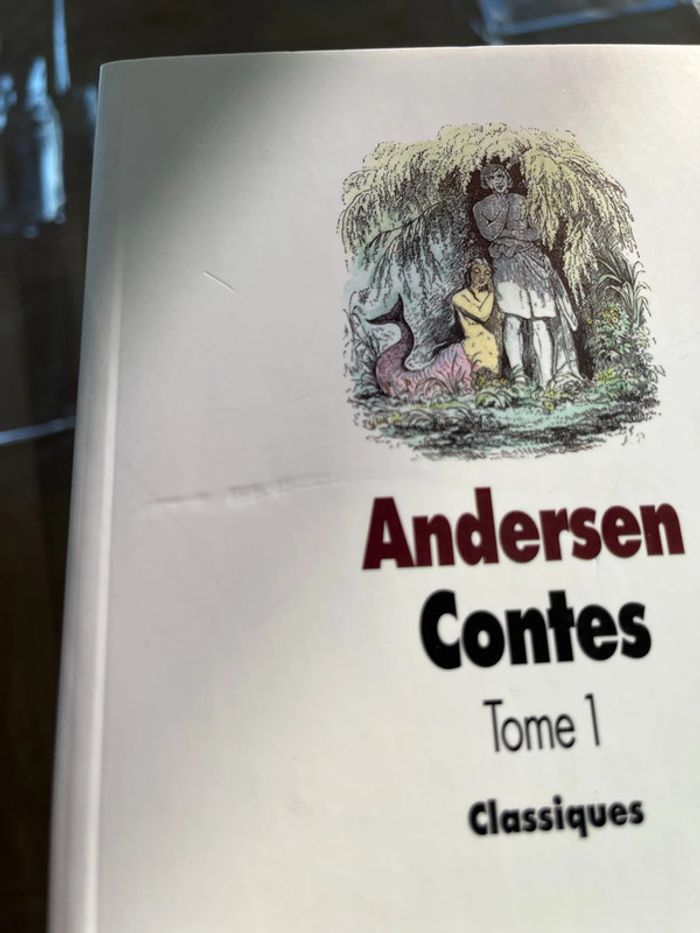 Andersen
Contes
Tome 1
Classiques